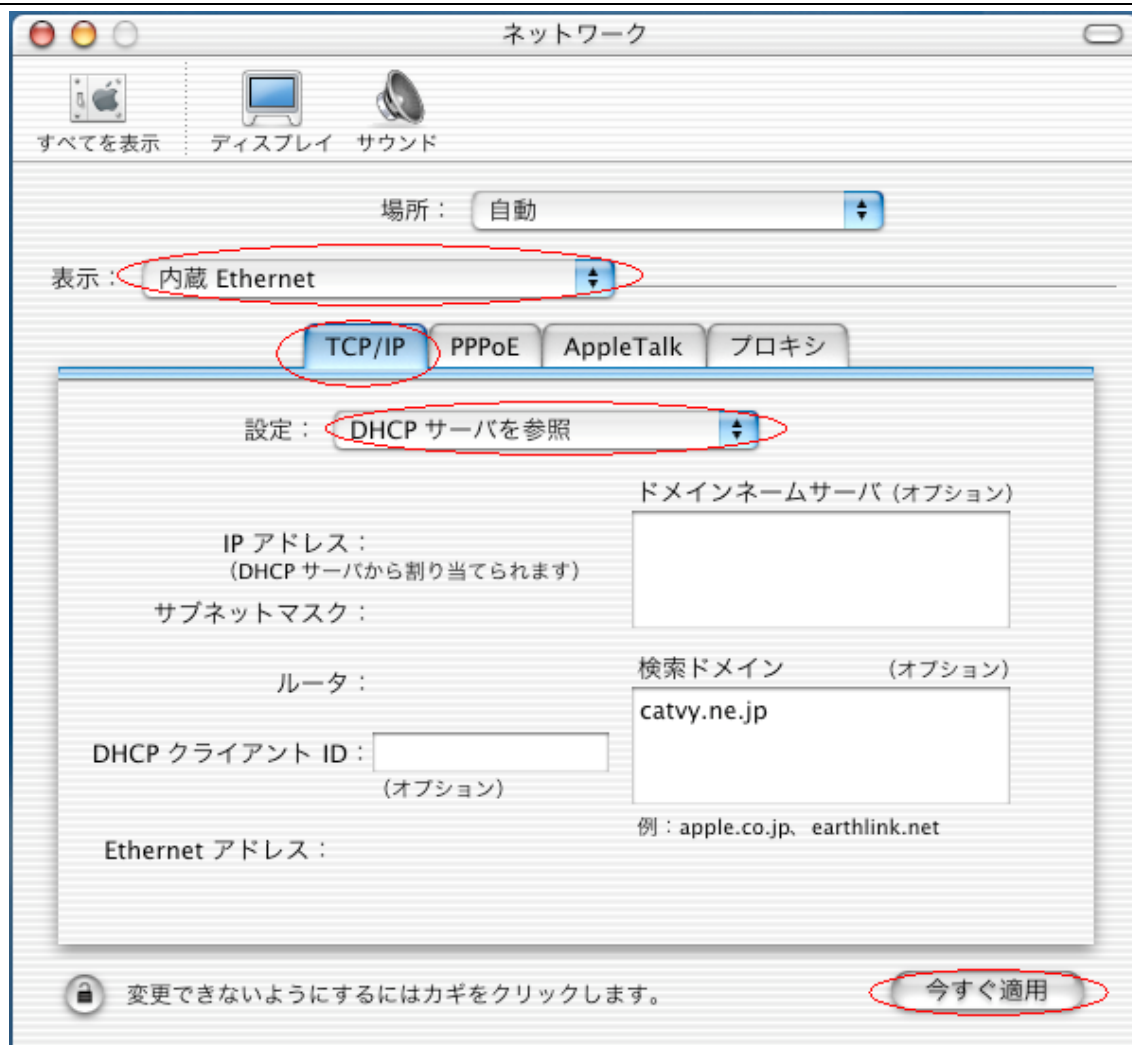 ネットワーク
すべてを表示 ディスプレイ サウンド
場所： 自動
表示： 内蔵 Ethernet
TCP/IP PPPoE AppleTalk プロキシ
設定： DHCP サーバを参照
ドメインネームサーバ (オプション)
IP アドレス：
（DHCP サーバから割り当てられます）
サブネットマスク：
ルータ：
検索ドメイン （オプション）
catvy.ne.jp
DHCP クライアント ID：
（オプション）
例：apple.co.jp、earthlink.net
Ethernet アドレス：
変更できないようにするにはカギをクリックします。
今すぐ適用